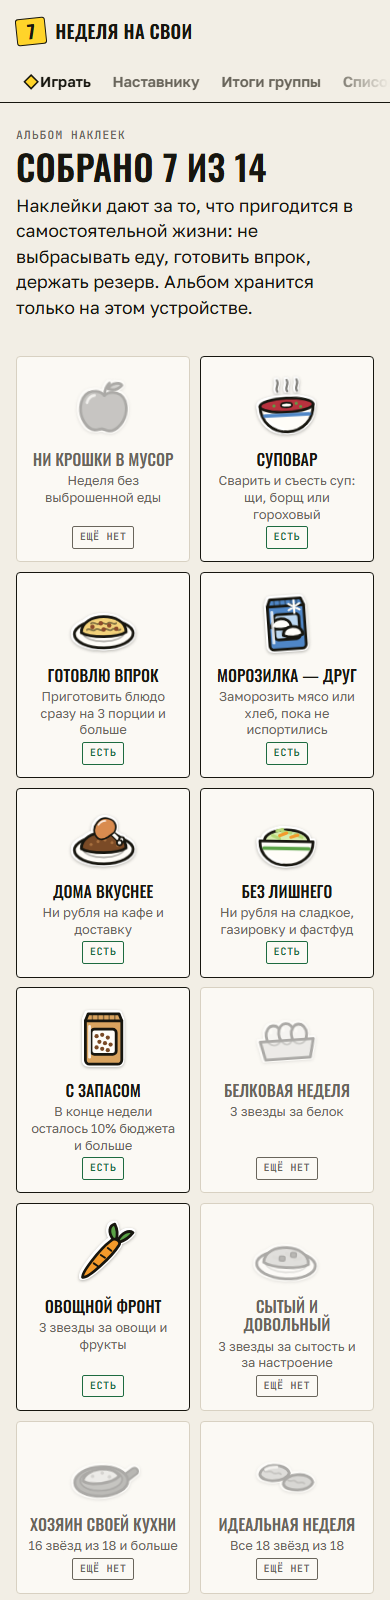 7 НЕДЕЛЯ НА СВОИ
Играть Наставнику Итоги группы Списо
АЛЬБОМ НАКЛЕЕК
СОБРАНО 7 ИЗ 14
Наклейки дают за то, что пригодится в
самостоятельной жизни: не
выбрасывать еду, готовить впрок,
держать резерв. Альбом хранится
только на этом устройстве.
НИ КРОШКИ В МУСОР
Неделя без
выброшенной еды
ЕЩЁ НЕТ
СУПОВАР
Сварить и съесть суп:
щи, борщ или
гороховый
ЕСТЬ
ГОТОВЛЮ ВПРОК
Приготовить блюдо
сразу на 3 порции и
больше
ЕСТЬ
МОРОЗИЛКА — ДРУГ
Заморозить мясо или
хлеб, пока не
испортились
ЕСТЬ
ДОМА ВКУСНЕЕ
Ни рубля на кафе и
доставку
ЕСТЬ
БЕЗ ЛИШНЕГО
Ни рубля на сладкое,
газировку и фастфуд
ЕСТЬ
С ЗАПАСОМ
В конце недели
осталось 10% бюджета
и больше
ЕСТЬ
БЕЛКОВАЯ НЕДЕЛЯ
3 звезды за белок
ЕЩЁ НЕТ
ОВОЩНОЙ ФРОНТ
3 звезды за овощи и
фрукты
ЕСТЬ
СЫТЫЙ И
ДОВОЛЬНЫЙ
3 звезды за сытость и
за настроение
ЕЩЁ НЕТ
ХОЗЯИН СВОЕЙ КУХНИ
16 звёзд из 18 и больше
ЕЩЁ НЕТ
ИДЕАЛЬНАЯ НЕДЕЛЯ
Все 18 звёзд из 18
ЕЩЁ НЕТ